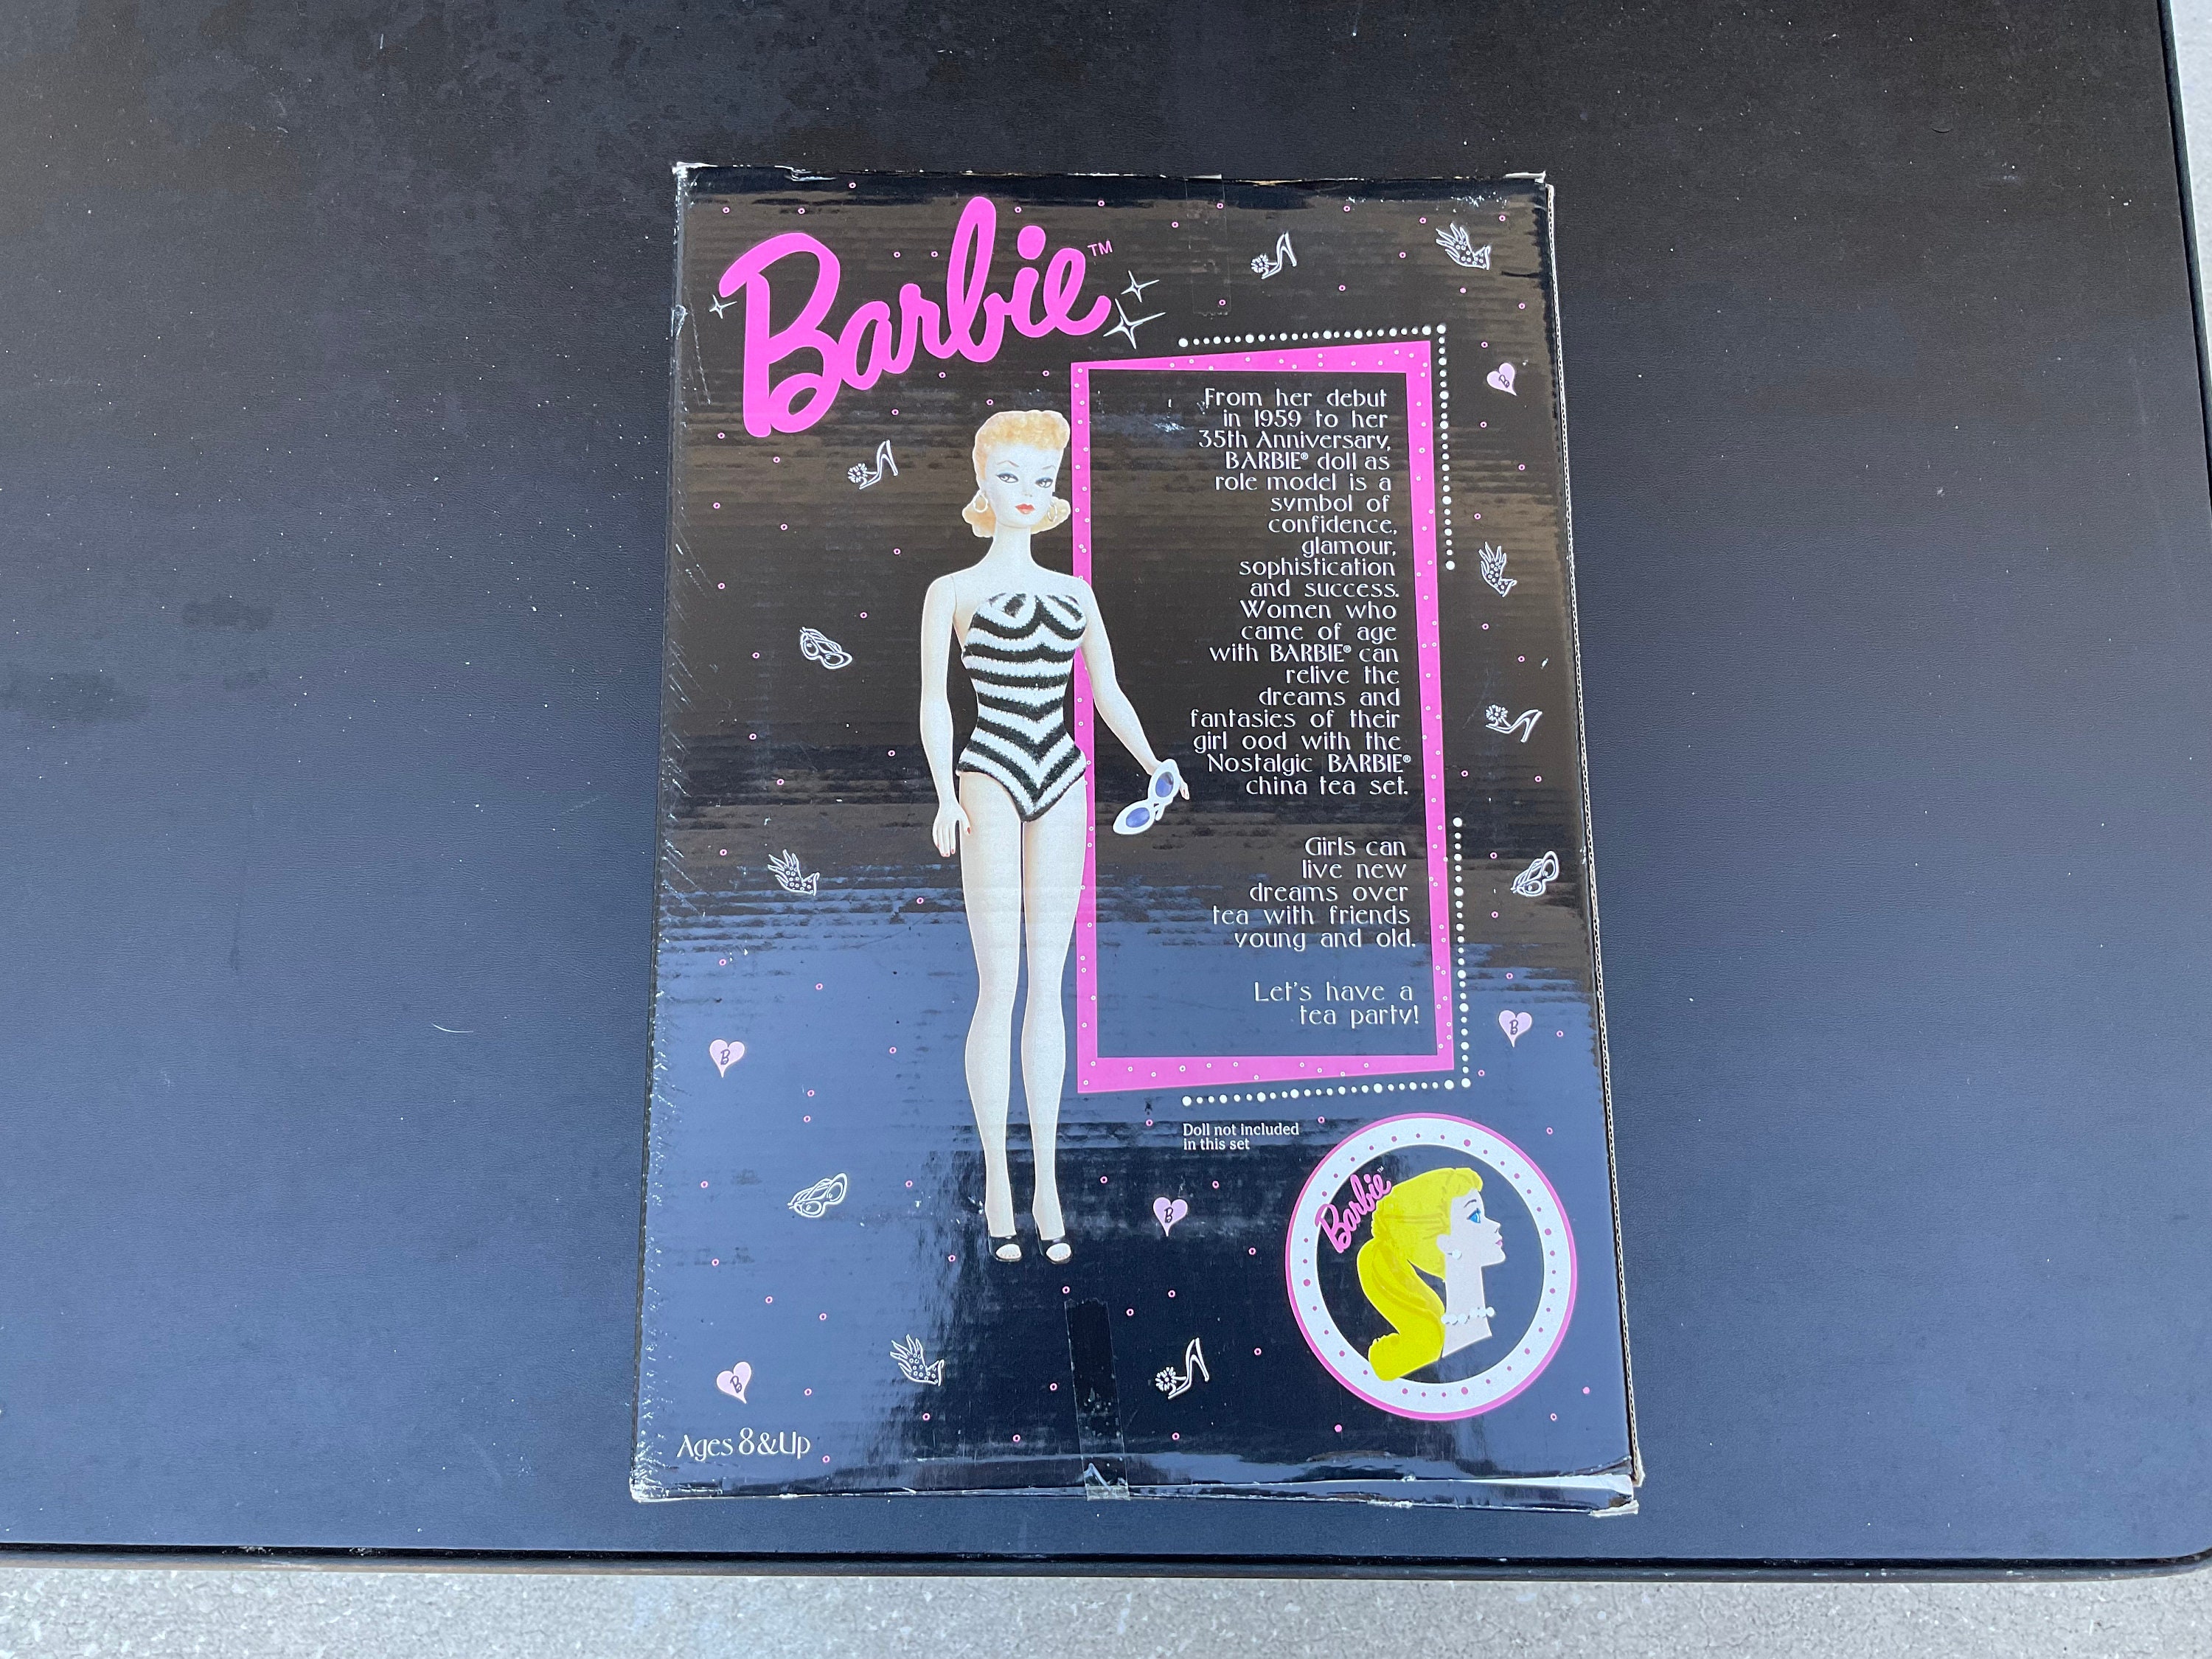 Barbie™
From her debut
in 1959 to her
35th Anniversary,
BARBIE® doll as
role model is a
symbol of
confidence,
glamour,
sophistication
and success.
Women who
came of age
with BARBIE® can
relive the
dreams and
fantasies of their
girl ood with the
Nostalgic BARBIE®
china tea set.
Girls can
live new
dreams over
tea with friends
young and old.
Let's have a
tea party!
B
B
B
B
B
Doll not included
in this set
Barbie™
Ages 8 & Up